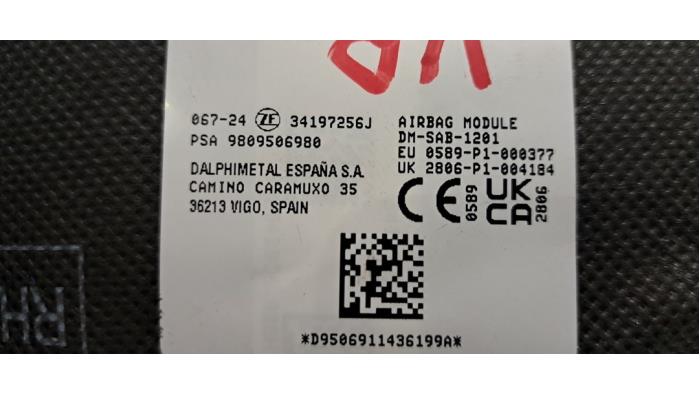 067-24 ZF 34197256J
PSA 9809506980
DALPHIMETAL ESPAÑA S.A.
CAMINO CARAMUXO 35
36213 VIGO, SPAIN
AIRBAG MODULE
DM-SAB-1201
EU 0589-P1-000377
UK 2806-P1-004184
CE 0589 UK
CA 2806
*D9506911436199A*
RH